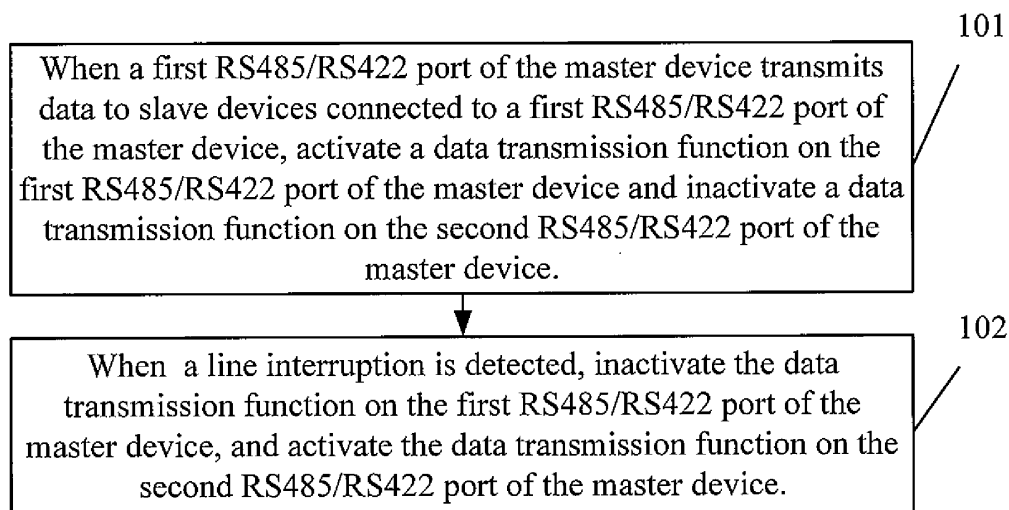 101
When a first RS485/RS422 port of the master device transmits
data to slave devices connected to a first RS485/RS422 port of
the master device, activate a data transmission function on the
first RS485/RS422 port of the master device and inactivate a data
transmission function on the second RS485/RS422 port of the
master device.
102
When a line interruption is detected, inactivate the data
transmission function on the first RS485/RS422 port of the
master device, and activate the data transmission function on the
second RS485/RS422 port of the master device.